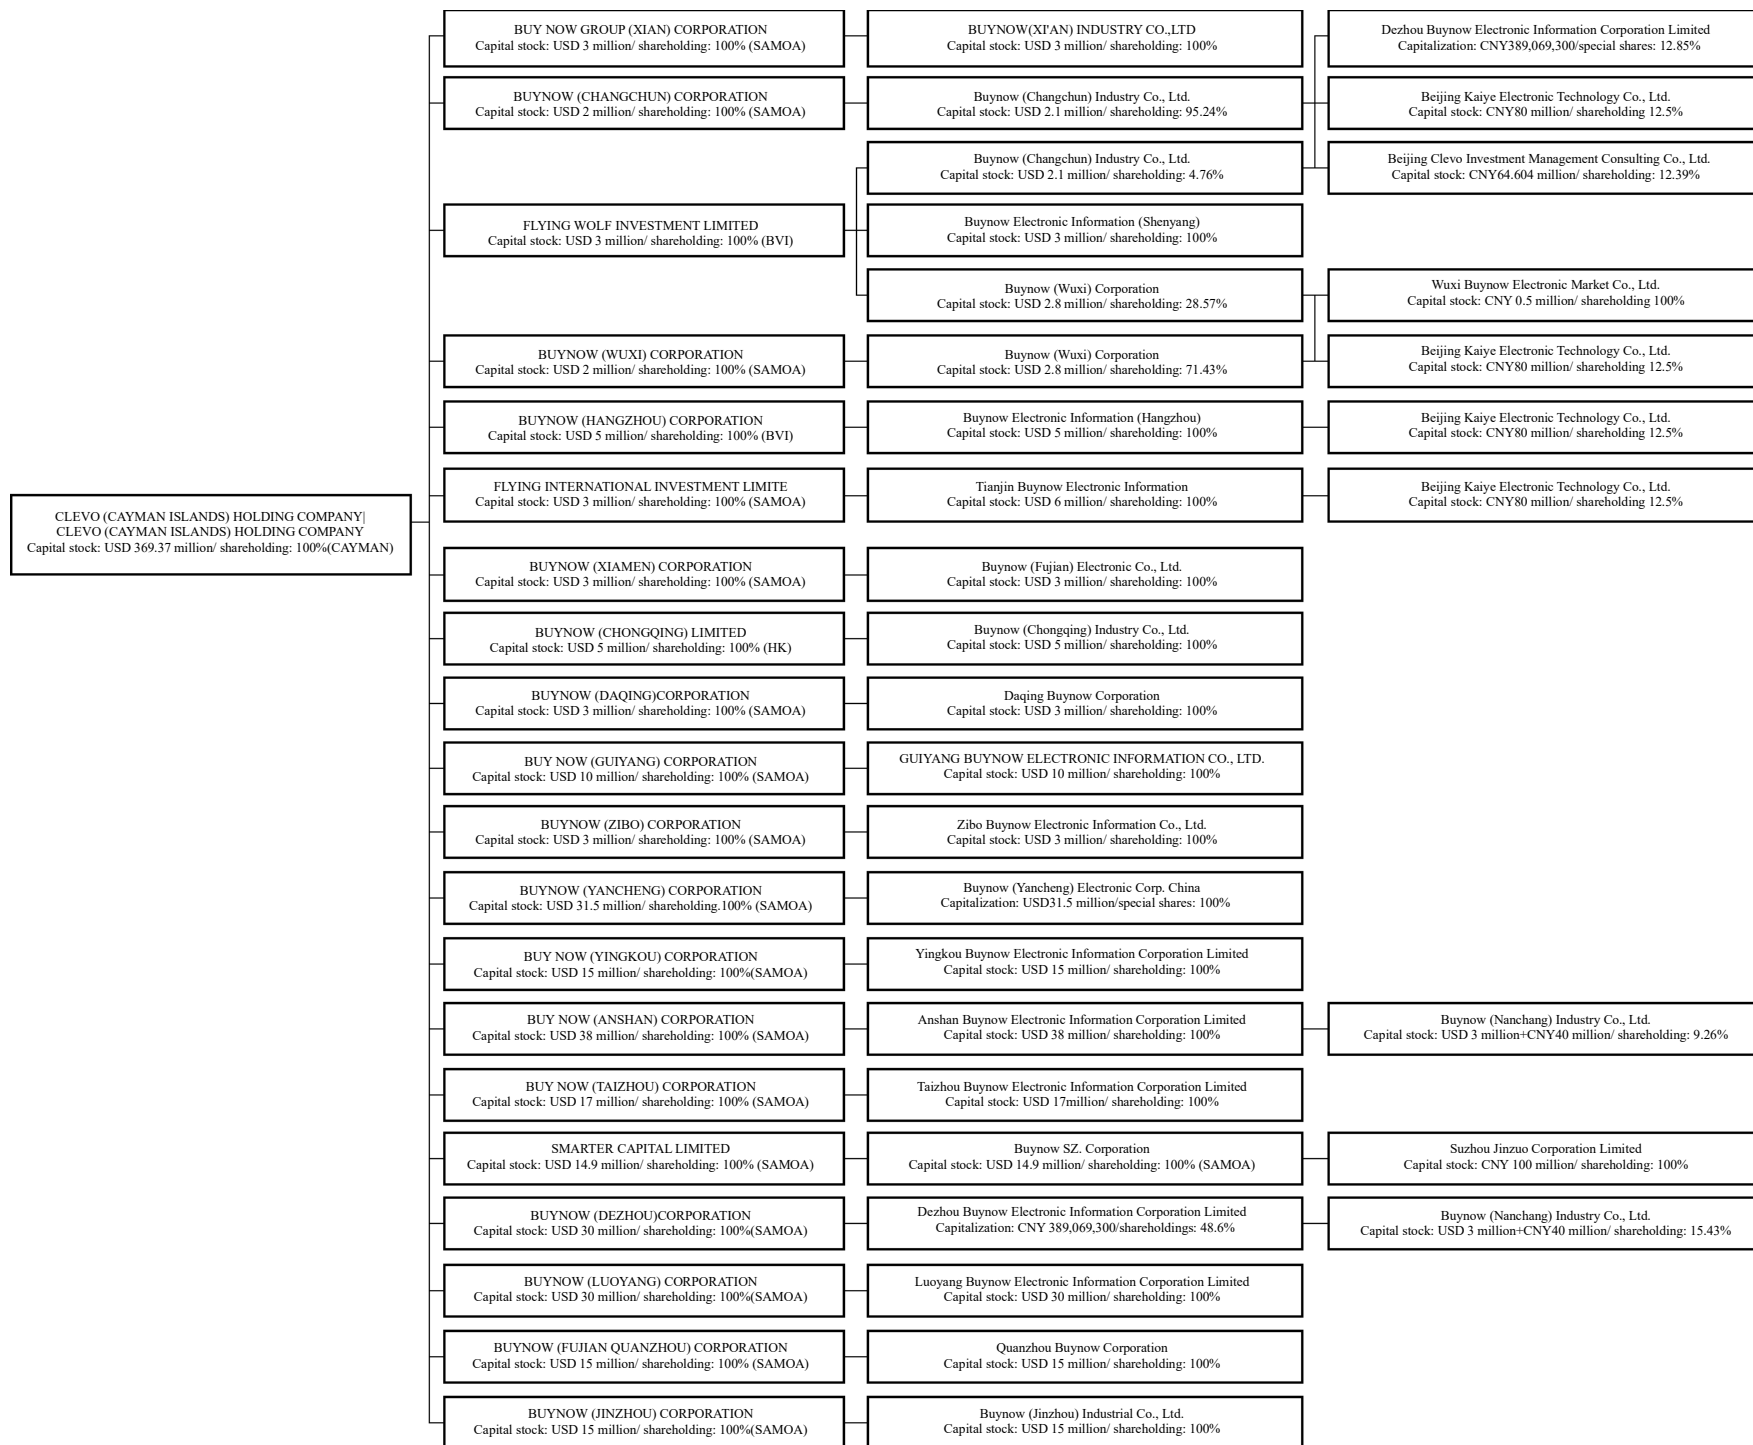 BUY NOW GROUP (XIAN) CORPORATION
Capital stock: USD 3 million / shareholding: 100% (SAMOA)
BUYNOW(XI'AN) INDUSTRY CO.,LTD
Capital stock: USD 3 million/ shareholding: 100%
Dezhou Buynow Electronic Information Corporation Limited
Capitalization: CNY389,069,300/special shares: 12.85%
BUYNOW (CHANGCHUN) CORPORATION
Capital stock: USD 2 million/ shareholding: 100% (SAMOA)
Buynow (Changchun) Industry Co., Ltd.
Capital stock: USD 2.1 million/ shareholding: 95.24%
Beijing Kaiye Electronic Technology Co., Ltd.
Capital stock: CNY80 million/ shareholding 12.5%
Buynow (Changchun) Industry Co., Ltd.
Capital stock: USD 2.1 million/ shareholding: 4.76%
Beijing Clevo Investment Management Consulting Co., Ltd.
Capital stock: CNY64.604 million/ shareholding: 12.39%
FLYING WOLF INVESTMENT LIMITED
Capital stock: USD 3 million/ shareholding: 100% (BVI)
Buynow Electronic Information (Shenyang)
Capital stock: USD 3 million/ shareholding: 100%
Buynow (Wuxi) Corporation
Capital stock: USD 2.8 million/ shareholding: 28.57%
Wuxi Buynow Electronic Market Co., Ltd.
Capital stock: CNY 0.5 million/ shareholding 100%
BUYNOW (WUXI) CORPORATION
Capital stock: USD 2 million/ shareholding: 100% (SAMOA)
Buynow (Wuxi) Corporation
Capital stock: USD 2.8 million/ shareholding: 71.43%
Beijing Kaiye Electronic Technology Co., Ltd.
Capital stock: CNY80 million/ shareholding 12.5%
BUYNOW (HANGZHOU) CORPORATION
Capital stock: USD 5 million/ shareholding: 100% (BVI)
Buynow Electronic Information (Hangzhou)
Capital stock: USD 5 million/ shareholding: 100%
Beijing Kaiye Electronic Technology Co., Ltd.
Capital stock: CNY80 million/ shareholding 12.5%
FLYING INTERNATIONAL INVESTMENT LIMITE
Capital stock: USD 3 million/ shareholding: 100% (SAMOA)
Tianjin Buynow Electronic Information
Capital stock: USD 6 million/ shareholding: 100%
Beijing Kaiye Electronic Technology Co., Ltd.
Capital stock: CNY80 million/ shareholding 12.5%
CLEVO (CAYMAN ISLANDS) HOLDING COMPANY|
CLEVO (CAYMAN ISLANDS) HOLDING COMPANY
Capital stock: USD 369.37 million/ shareholding: 100%(CAYMAN)
BUYNOW (XIAMEN) CORPORATION
Capital stock: USD 3 million/ shareholding: 100% (SAMOA)
Buynow (Fujian) Electronic Co., Ltd.
Capital stock: USD 3 million/ shareholding: 100%
BUYNOW (CHONGQING) LIMITED
Capital stock: USD 5 million/ shareholding: 100% (HK)
Buynow (Chongqing) Industry Co., Ltd.
Capital stock: USD 5 million/ shareholding: 100%
BUYNOW (DAQING)CORPORATION
Capital stock: USD 3 million/ shareholding: 100% (SAMOA)
Daqing Buynow Corporation
Capital stock: USD 3 million/ shareholding: 100%
BUY NOW (GUIYANG) CORPORATION
Capital stock: USD 10 million/ shareholding: 100% (SAMOA)
GUIYANG BUYNOW ELECTRONIC INFORMATION CO., LTD.
Capital stock: USD 10 million/ shareholding: 100%
BUYNOW (ZIBO) CORPORATION
Capital stock: USD 3 million/ shareholding: 100% (SAMOA)
Zibo Buynow Electronic Information Co., Ltd.
Capital stock: USD 3 million/ shareholding: 100%
BUYNOW (YANCHENG) CORPORATION
Capital stock: USD 31.5 million/ shareholding.100% (SAMOA)
Buynow (Yancheng) Electronic Corp. China
Capitalization: USD31.5 million/special shares: 100%
BUY NOW (YINGKOU) CORPORATION
Capital stock: USD 15 million/ shareholding: 100%(SAMOA)
Yingkou Buynow Electronic Information Corporation Limited
Capital stock: USD 15 million/ shareholding: 100%
BUY NOW (ANSHAN) CORPORATION
Capital stock: USD 38 million/ shareholding: 100% (SAMOA)
Anshan Buynow Electronic Information Corporation Limited
Capital stock: USD 38 million/ shareholding: 100%
Buynow (Nanchang) Industry Co., Ltd.
Capital stock: USD 3 million+CNY40 million/ shareholding: 9.26%
BUY NOW (TAIZHOU) CORPORATION
Capital stock: USD 17 million/ shareholding: 100% (SAMOA)
Taizhou Buynow Electronic Information Corporation Limited
Capital stock: USD 17million/ shareholding: 100%
SMARTER CAPITAL LIMITED
Capital stock: USD 14.9 million/ shareholding: 100% (SAMOA)
Buynow SZ. Corporation
Capital stock: USD 14.9 million/ shareholding: 100% (SAMOA)
Suzhou Jinzuo Corporation Limited
Capital stock: CNY 100 million/ shareholding: 100%
BUYNOW (DEZHOU)CORPORATION
Capital stock: USD 30 million/ shareholding: 100%(SAMOA)
Dezhou Buynow Electronic Information Corporation Limited
Capitalization: CNY 389,069,300/shareholdings: 48.6%
Buynow (Nanchang) Industry Co., Ltd.
Capital stock: USD 3 million+CNY40 million/ shareholding: 15.43%
BUYNOW (LUOYANG) CORPORATION
Capital stock: USD 30 million/ shareholding: 100%(SAMOA)
Luoyang Buynow Electronic Information Corporation Limited
Capital stock: USD 30 million/ shareholding: 100%
BUYNOW (FUJIAN QUANZHOU) CORPORATION
Capital stock: USD 15 million/ shareholding: 100% (SAMOA)
Quanzhou Buynow Corporation
Capital stock: USD 15 million/ shareholding: 100%
BUYNOW (JINZHOU) CORPORATION
Capital stock: USD 15 million/ shareholding: 100%(SAMOA)
Buynow (Jinzhou) Industrial Co., Ltd.
Capital stock: USD 15 million/ shareholding: 100%